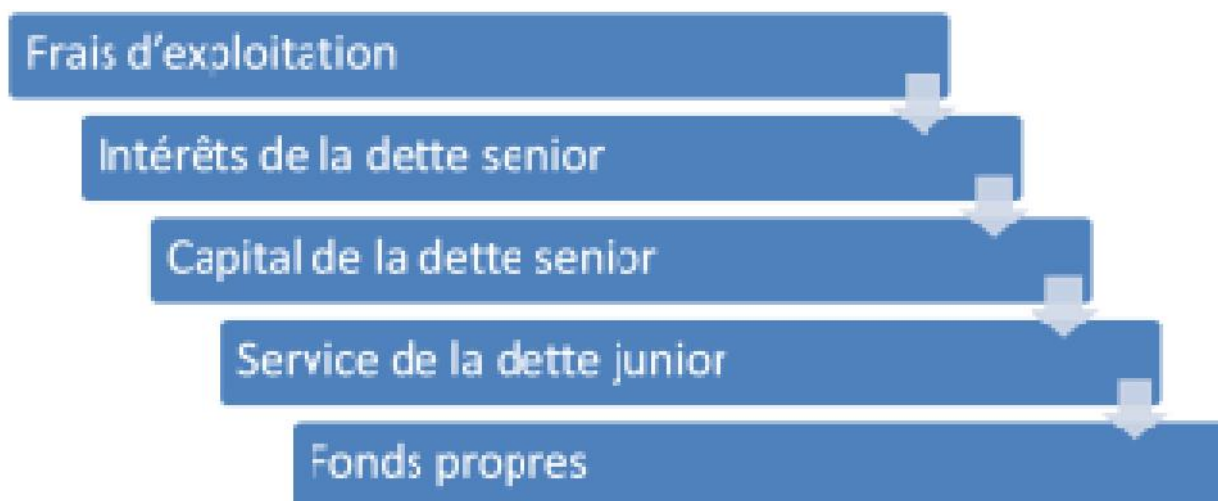 Frais d'exploitation
Intérêts de la dette senior
Capital de la dette senior
Service de la dette junior
Fonds propres